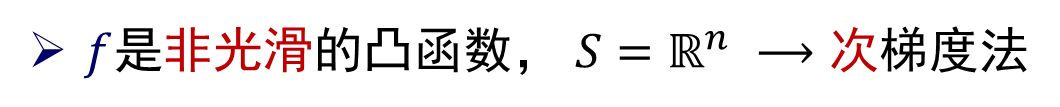 ➢ f是非光滑的凸函数， S = ℝⁿ ⟶ 次梯度法